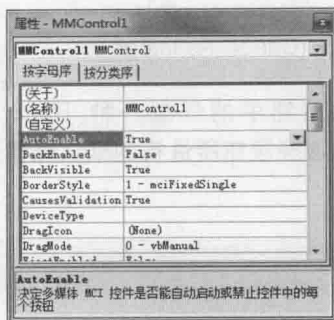 属性 - MMControl1
MMControl1 MMControl
按字母序 按分类序
(关于)
(名称) MMControl1
(自定义)
AutoEnable True
BackEnabled False
BackVisible True
BorderStyle 1 - mciFixedSingle
CausesValidation True
DeviceType
DragIcon (None)
DragMode 0 - vbManual
AutoEnable
决定多媒体 MCI 控件是否能自动启动或禁止控件中的每
个按钮